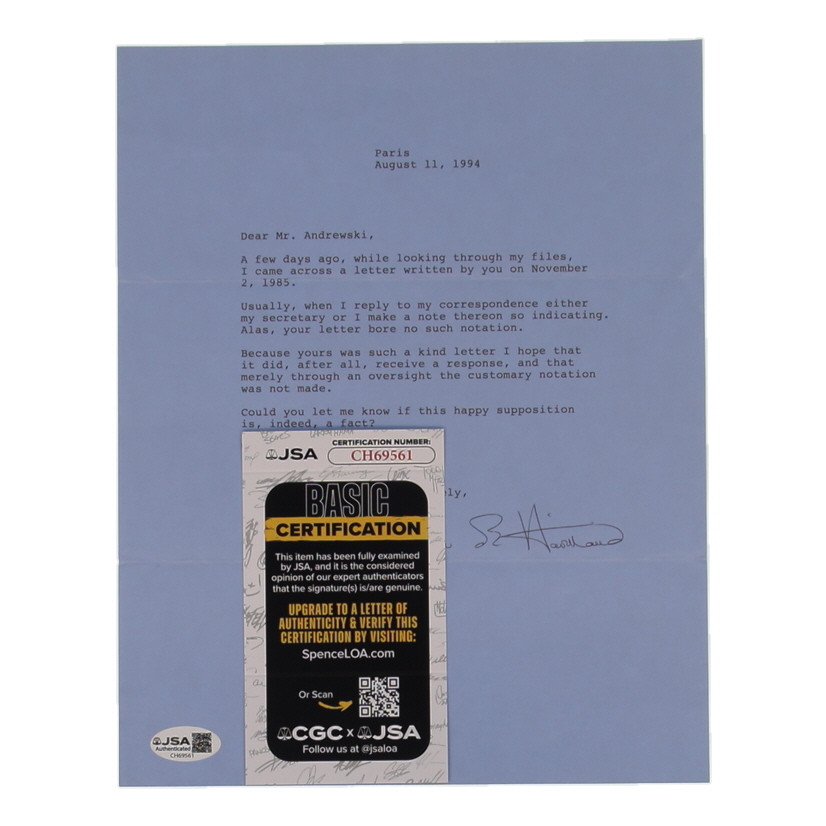 Paris
August 11, 1994
Dear Mr. Andrewski,
A few days ago, while looking through my files,
I came across a letter written by you on November
2, 1985.
Usually, when I reply to my correspondence either
my secretary or I make a note thereon so indicating.
Alas, your letter bore no such notation.
Because yours was such a kind letter I hope that
it did, after all, receive a response, and that
merely through an oversight the customary notation
was not made.
Could you let me know if this happy supposition
is, indeed, a fact?
ly,
JSA
CERTIFICATION NUMBER:
CH69561
BASIC
CERTIFICATION
This item has been fully examined
by JSA, and it is the considered
opinion of our expert authenticators
that the signature(s) is/are genuine.
UPGRADE TO A LETTER OF
AUTHENTICITY & VERIFY THIS
CERTIFICATION BY VISITING:
SpenceLOA.com
Or Scan
CGC x JSA
Follow us at @jsaloa
JSA
Authenticated
CH69561